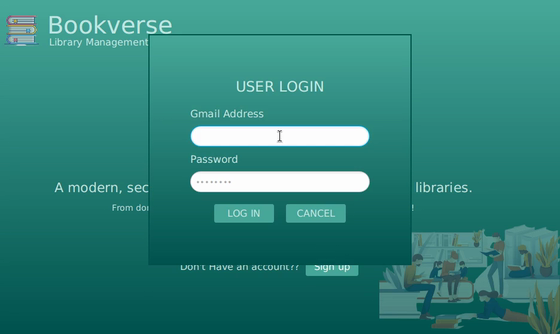 Bookverse
Library Management
USER LOGIN
Gmail Address
Password
A modern, sec
libraries.
From
LOG IN
CANCEL
Don't Have an account??
Sign up